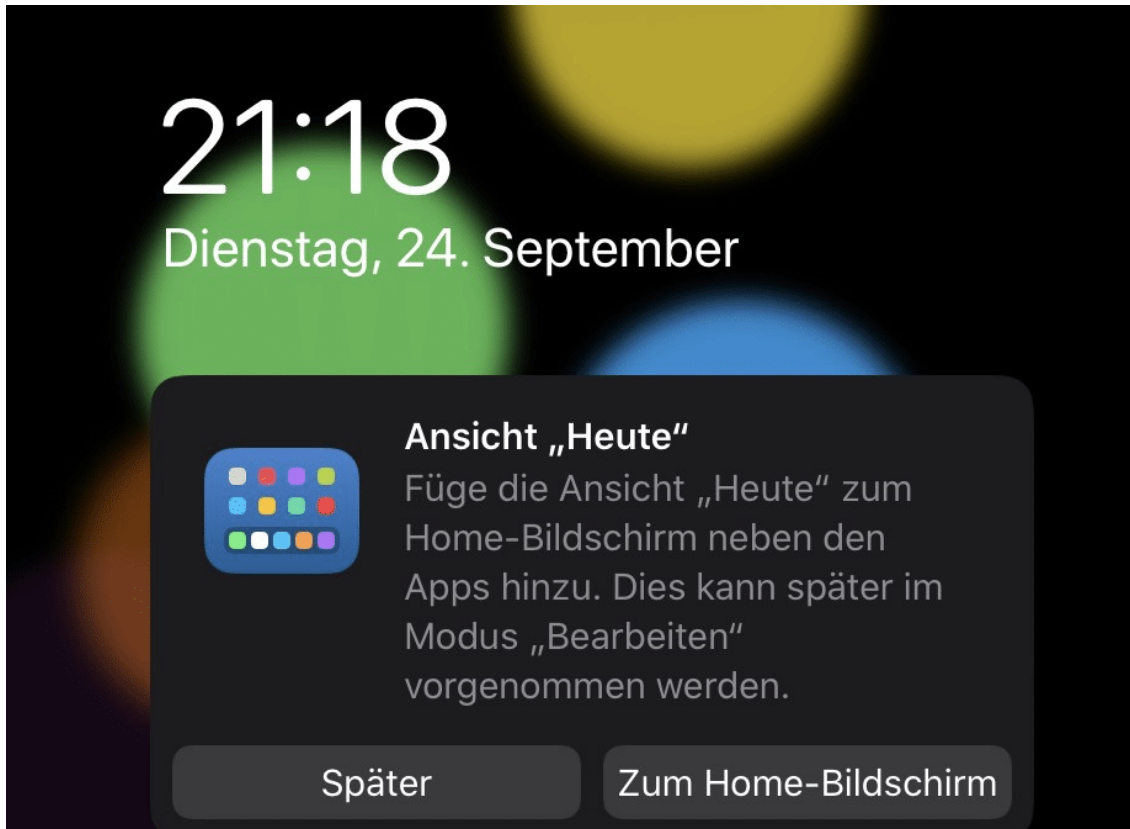 21:18
Dienstag, 24. September
Ansicht „Heute“
Füge die Ansicht „Heute“ zum
Home-Bildschirm neben den
Apps hinzu. Dies kann später im
Modus „Bearbeiten“
vorgenommen werden.
Später
Zum Home-Bildschirm